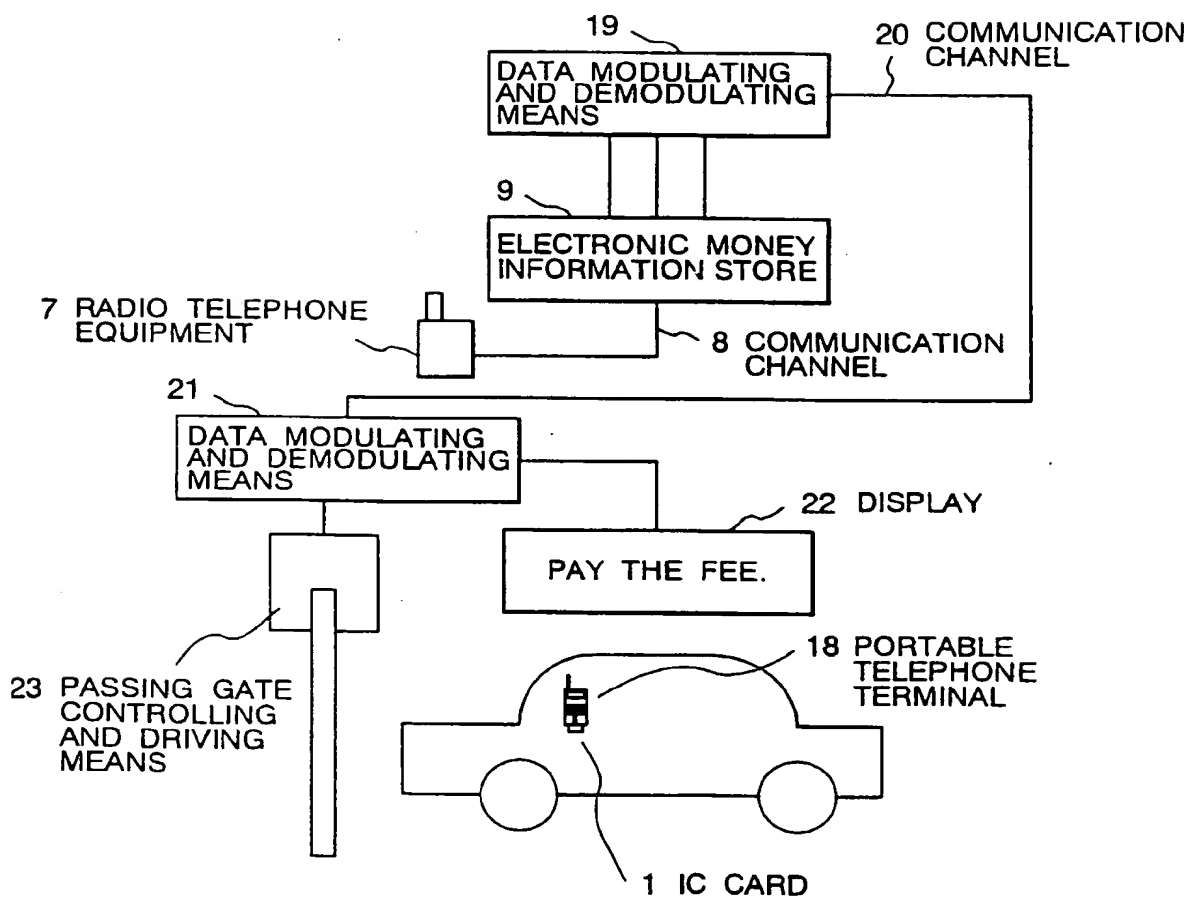 19
20 COMMUNICATION
CHANNEL
DATA MODULATING
AND DEMODULATING
MEANS
9
ELECTRONIC MONEY
INFORMATION STORE
7 RADIO TELEPHONE
EQUIPMENT
8 COMMUNICATION
CHANNEL
21
DATA MODULATING
AND DEMODULATING
MEANS
22 DISPLAY
PAY THE FEE.
18 PORTABLE
TELEPHONE
TERMINAL
23 PASSING GATE
CONTROLLING
AND DRIVING
MEANS
1 IC CARD